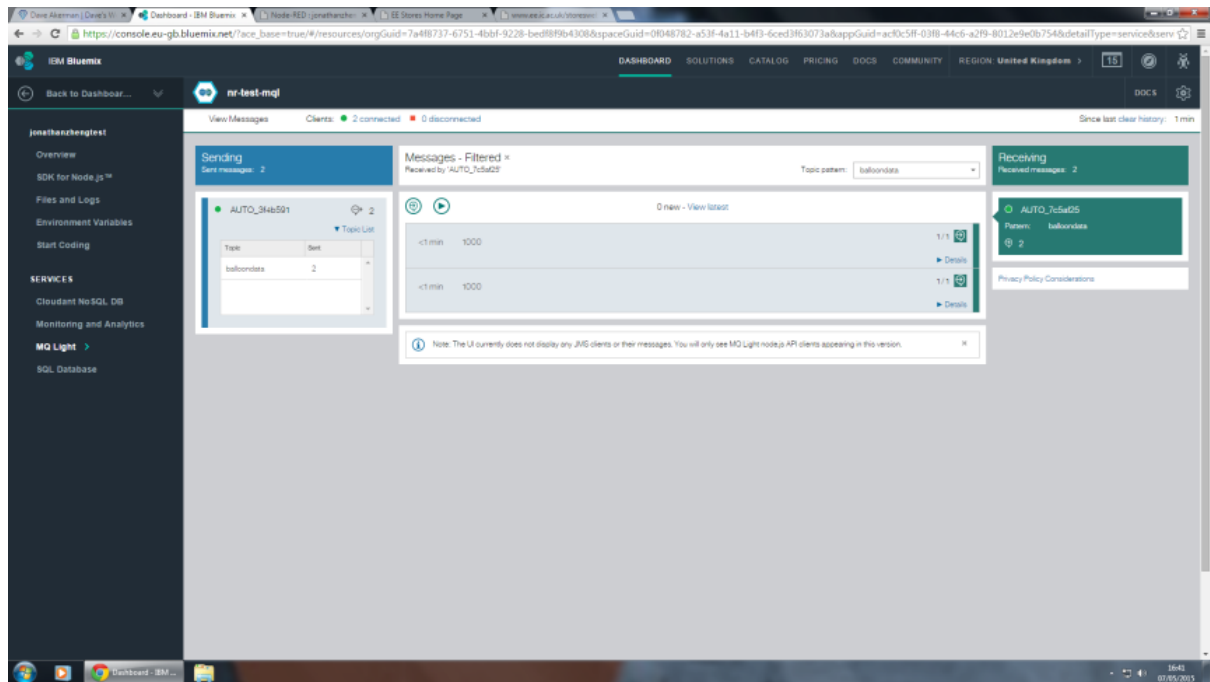 Dave Akerman | Dave's W
Dashboard - IBM Bluemix
Node-RED : jonathanzhen
EE Stores Home Page
www.ee.ic.ac.uk/storesweb
https://console.eu-gb.bluemix.net/?ace_base=true/#/resources/orgGuid=7a4f8737-6751-4bbf-9228-bedf8f9b4308&spaceGuid=0f048782-a53f-4a11-b4f3-6ced3f63073a&appGuid=acf0c5ff-03f8-44c6-a2f9-8012e9e0b754&detailType=service&serv
IBM Bluemix
DASHBOARD SOLUTIONS CATALOG PRICING DOCS COMMUNITY REGION: United Kingdom > 15
Back to Dashboar...
nr-test-mql
DOCS
View Messages Clients: 2 connected 0 disconnected
Since last clear history: 1 min
jonathanzhengtest
Overview
SDK for Node.js™
Files and Logs
Environment Variables
Start Coding
SERVICES
Cloudant NoSQL DB
Monitoring and Analytics
MQ Light >
SQL Database
Sending
Sent messages: 2
AUTO_3f4b591 2
▼ Topic List
Topic Sent
balloondata 2
Messages - Filtered ×
Received by 'AUTO_7c5af25'
Topic pattern: balloondata
0 new - View latest
<1 min 1000 1/1
► Details
<1 min 1000 1/1
► Details
Note: The UI currently does not display any JMS clients or their messages. You will only see MQ Light node.js API clients appearing in this version. ×
Receiving
Received messages: 2
AUTO_7c5af25
Pattern: balloondata
2
Privacy Policy Considerations
Dashboard - IBM ...
16:41
07/05/2015